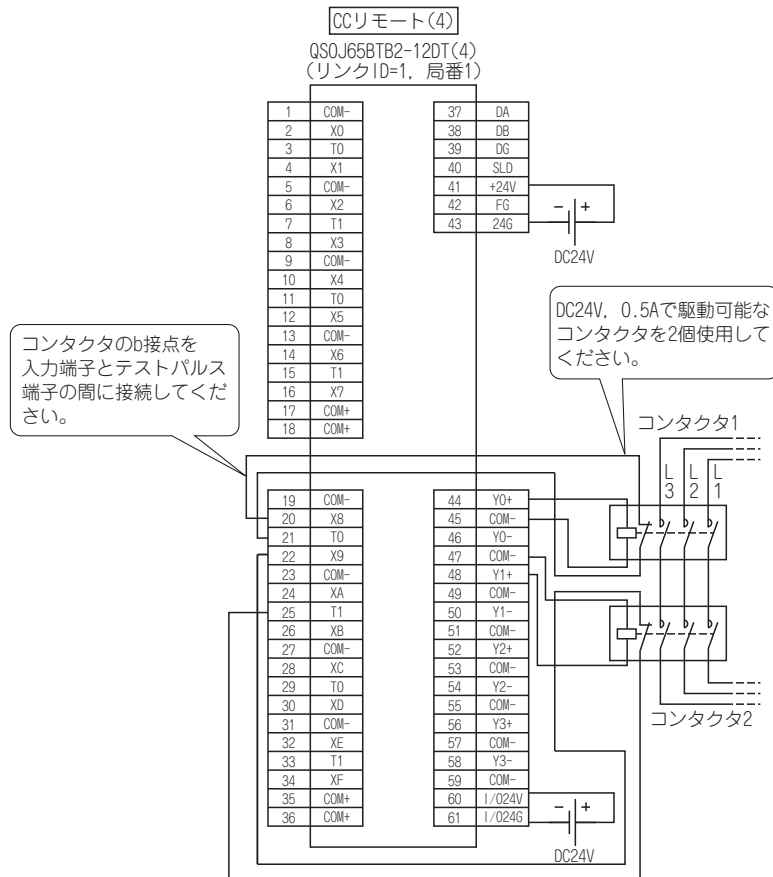 CCリモート(4)
QS0J65BTB2-12DT(4)
(リンクID=1, 局番1)
1 COM-
2 X0
3 T0
4 X1
5 COM-
6 X2
7 T1
8 X3
9 COM-
10 X4
11 T0
12 X5
13 COM-
14 X6
15 T1
16 X7
17 COM+
18 COM+
37 DA
38 DB
39 DG
40 SLD
41 +24V
42 FG
43 24G
- +
DC24V
コンタクタのb接点を
入力端子とテストパルス
端子の間に接続してくだ
さい。
DC24V, 0.5Aで駆動可能な
コンタクタを2個使用して
ください。
コンタクタ1
L3 L2 L1
19 COM-
20 X8
21 T0
22 X9
23 COM-
24 XA
25 T1
26 XB
27 COM-
28 XC
29 T0
30 XD
31 COM-
32 XE
33 T1
34 XF
35 COM+
36 COM+
44 Y0+
45 COM-
46 Y0-
47 COM-
48 Y1+
49 COM-
50 Y1-
51 COM-
52 Y2+
53 COM-
54 Y2-
55 COM-
56 Y3+
57 COM-
58 Y3-
59 COM-
60 I/O24V
61 I/O24G
コンタクタ2
- +
DC24V